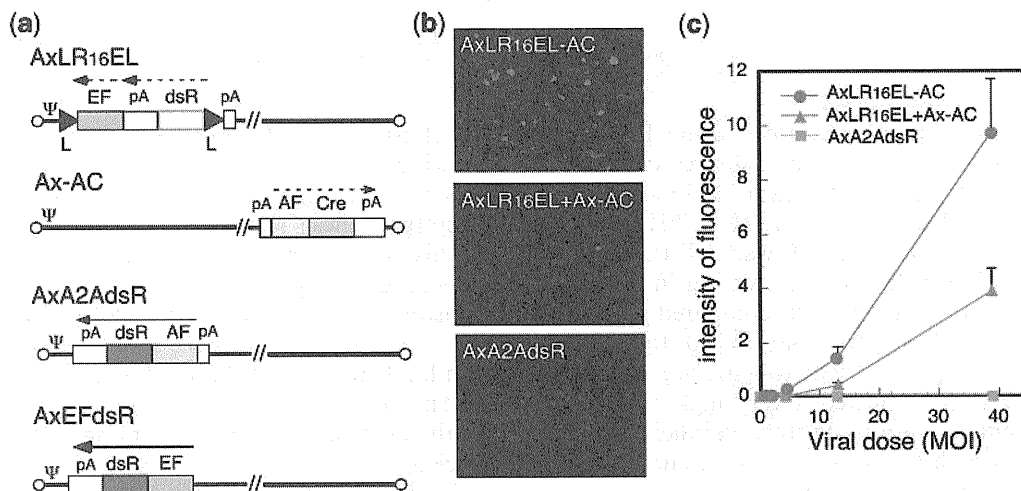 (a)
AxLR16EL
Ψ EF pA dsR pA
L L
Ax-AC
Ψ pA AF Cre pA
AxA2AdsR
Ψ pA dsR AF pA
AxEFdsR
Ψ pA dsR EF
(b)
AxLR16EL-AC
AxLR16EL+Ax-AC
AxA2AdsR
(c)
12
10
8
6
4
2
0
intensity of fluorescence
AxLR16EL-AC
AxLR16EL+Ax-AC
AxA2AdsR
0 10 20 30 40
Viral dose (MOI)